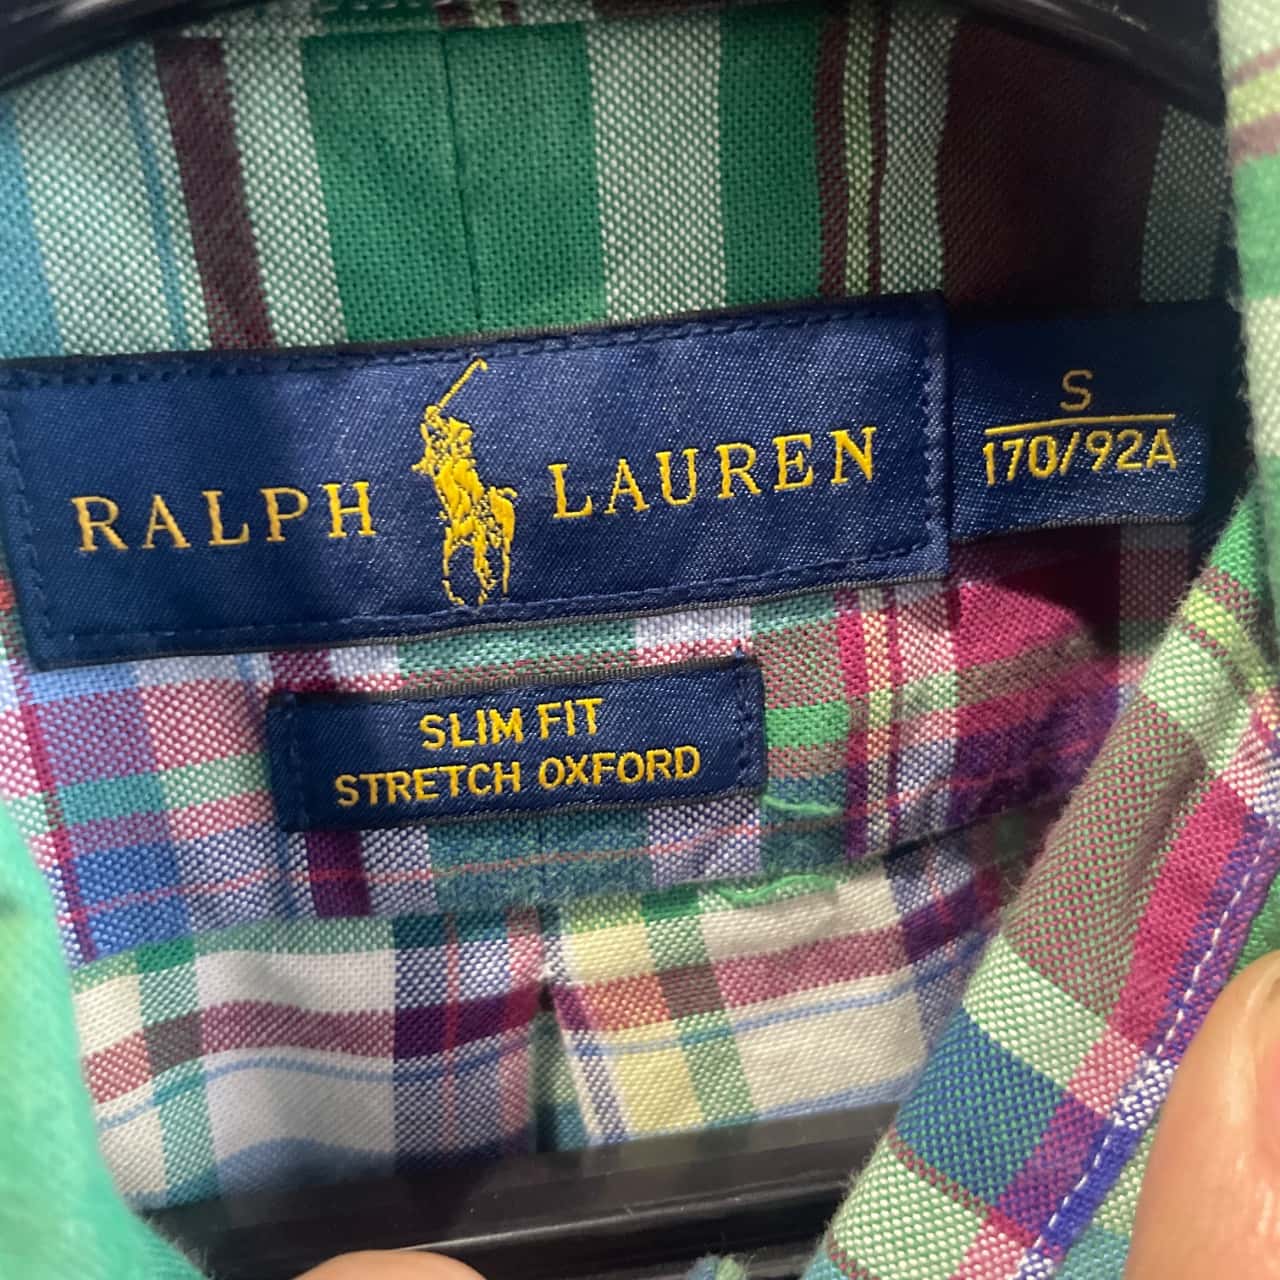 RALPH LAUREN
S
170/92A
SLIM FIT
STRETCH OXFORD